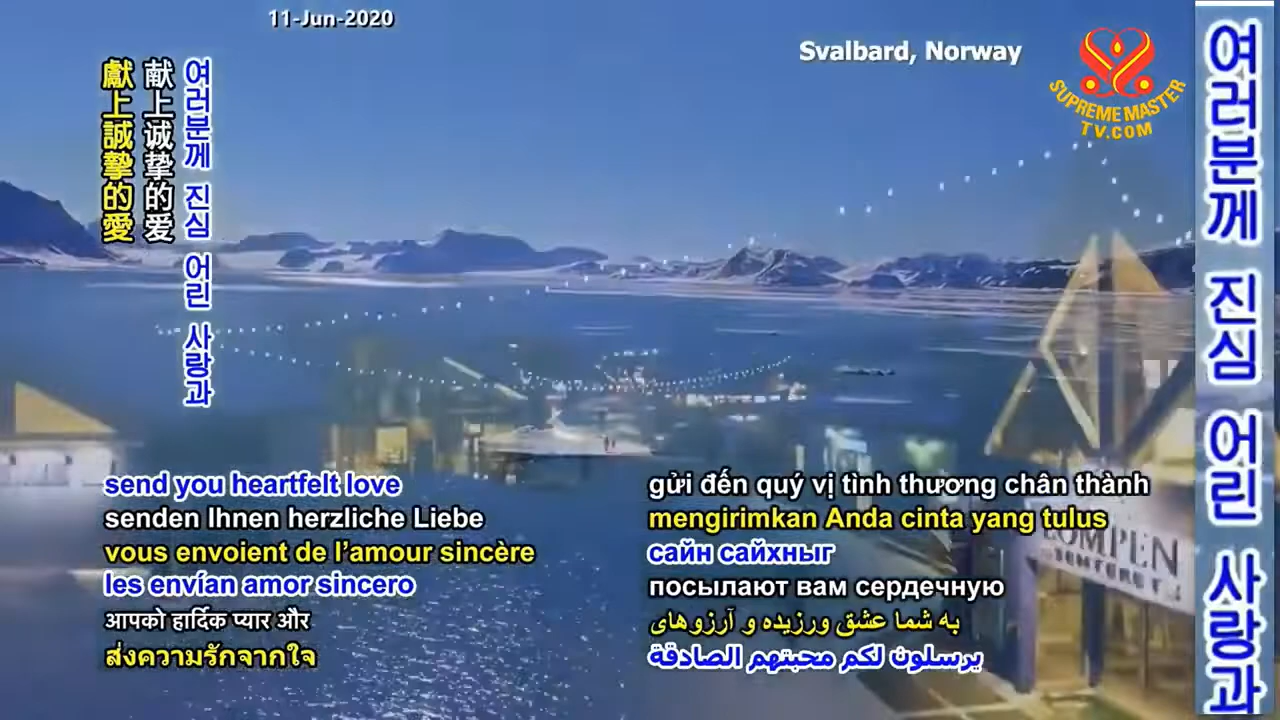 11-Jun-2020
Svalbard, Norway
SUPREME MASTER
TV.COM
獻上誠摯的愛
献上诚挚的爱
여러분께 진심 어린 사랑과
send you heartfelt love
senden Ihnen herzliche Liebe
vous envoient de l’amour sincère
les envían amor sincero
आपको हार्दिक प्यार और
ส่งความรักจากใจ
gửi đến quý vị tình thương chân thành
mengirimkan Anda cinta yang tulus
сайн сайхныг
посылают вам сердечную
به شما عشق ورزیده و آرزوهای
يرسلون لكم محبتهم الصادقة
LOMPEN
SENTERET
여러분께 진심 어린 사랑과